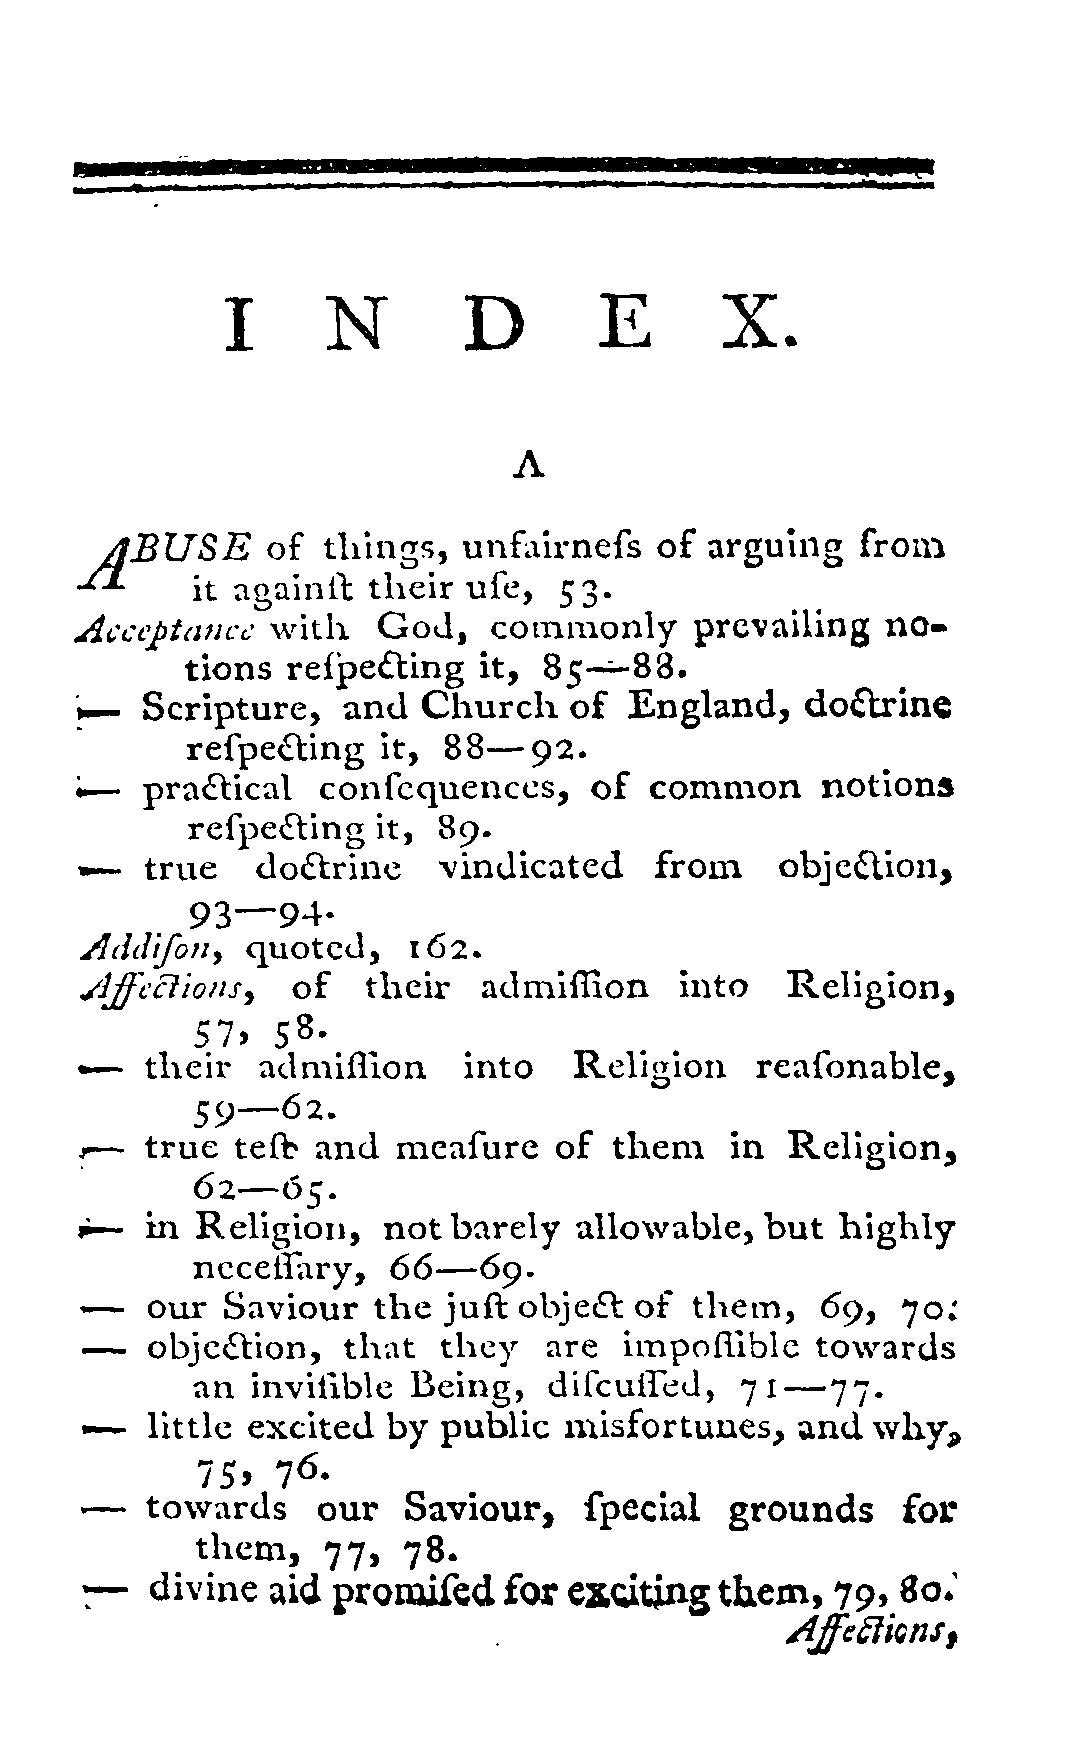 I N D E X.
A
ABUSE of things, unfairneſs of arguing from
it againſt their uſe, 53.
Acceptance with God, commonly prevailing no-
tions reſpecting it, 85—88.
— Scripture, and Church of England, doctrine
reſpecting it, 88—92.
— practical conſequences, of common notions
reſpecting it, 89.
— true doctrine vindicated from objection,
93—94.
Addiſon, quoted, 162.
Affections, of their admiſſion into Religion,
57, 58.
— their admiſſion into Religion reaſonable,
59—62.
— true teſt and meaſure of them in Religion,
62—65.
— in Religion, not barely allowable, but highly
neceſſary, 66—69.
— our Saviour the juſt object of them, 69, 70.
— objection, that they are impoſſible towards
an inviſible Being, diſcuſſed, 71—77.
— little excited by public misfortunes, and why,
75, 76.
— towards our Saviour, ſpecial grounds for
them, 77, 78.
— divine aid promiſed for exciting them, 79, 80.
Affections,